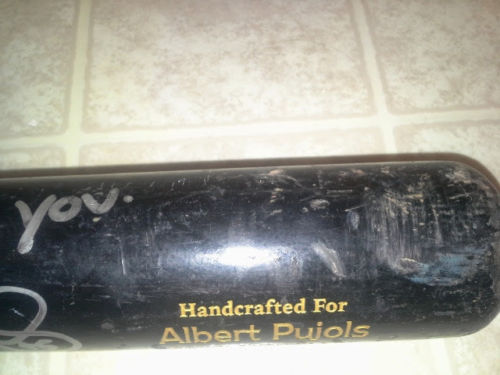 you.
Handcrafted For
Albert Pujols